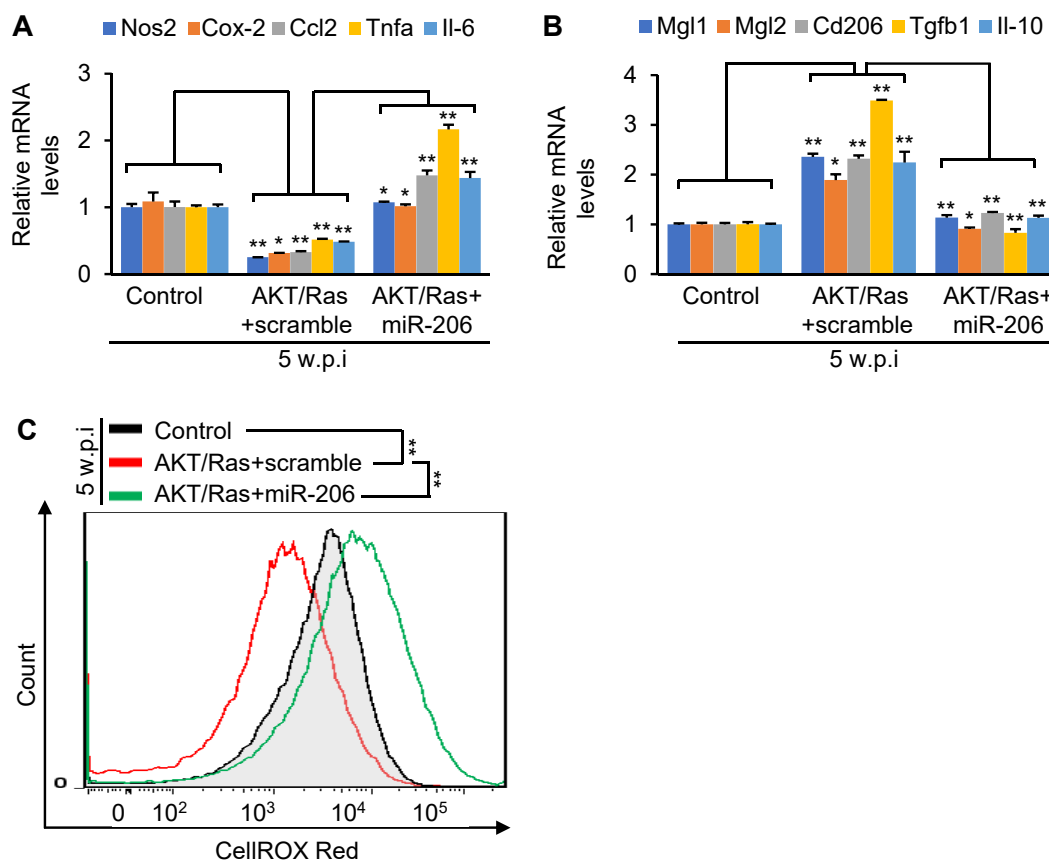 A
Nos2 Cox-2 Ccl2 Tnfa Il-6
Relative mRNA
levels
3
2
1
0
* * ** ** **
** * ** ** **
Control
AKT/Ras
+scramble
AKT/Ras+
miR-206
5 w.p.i
B
Mgl1 Mgl2 Cd206 Tgfb1 Il-10
Relative mRNA
levels
4
3
2
1
0
** * ** ** **
** * ** ** **
Control
AKT/Ras
+scramble
AKT/Ras+
miR-206
5 w.p.i
C
5 w.p.i
Control
AKT/Ras+scramble
AKT/Ras+miR-206
**
**
Count
0
0 10² 10³ 10⁴ 10⁵
CellROX Red